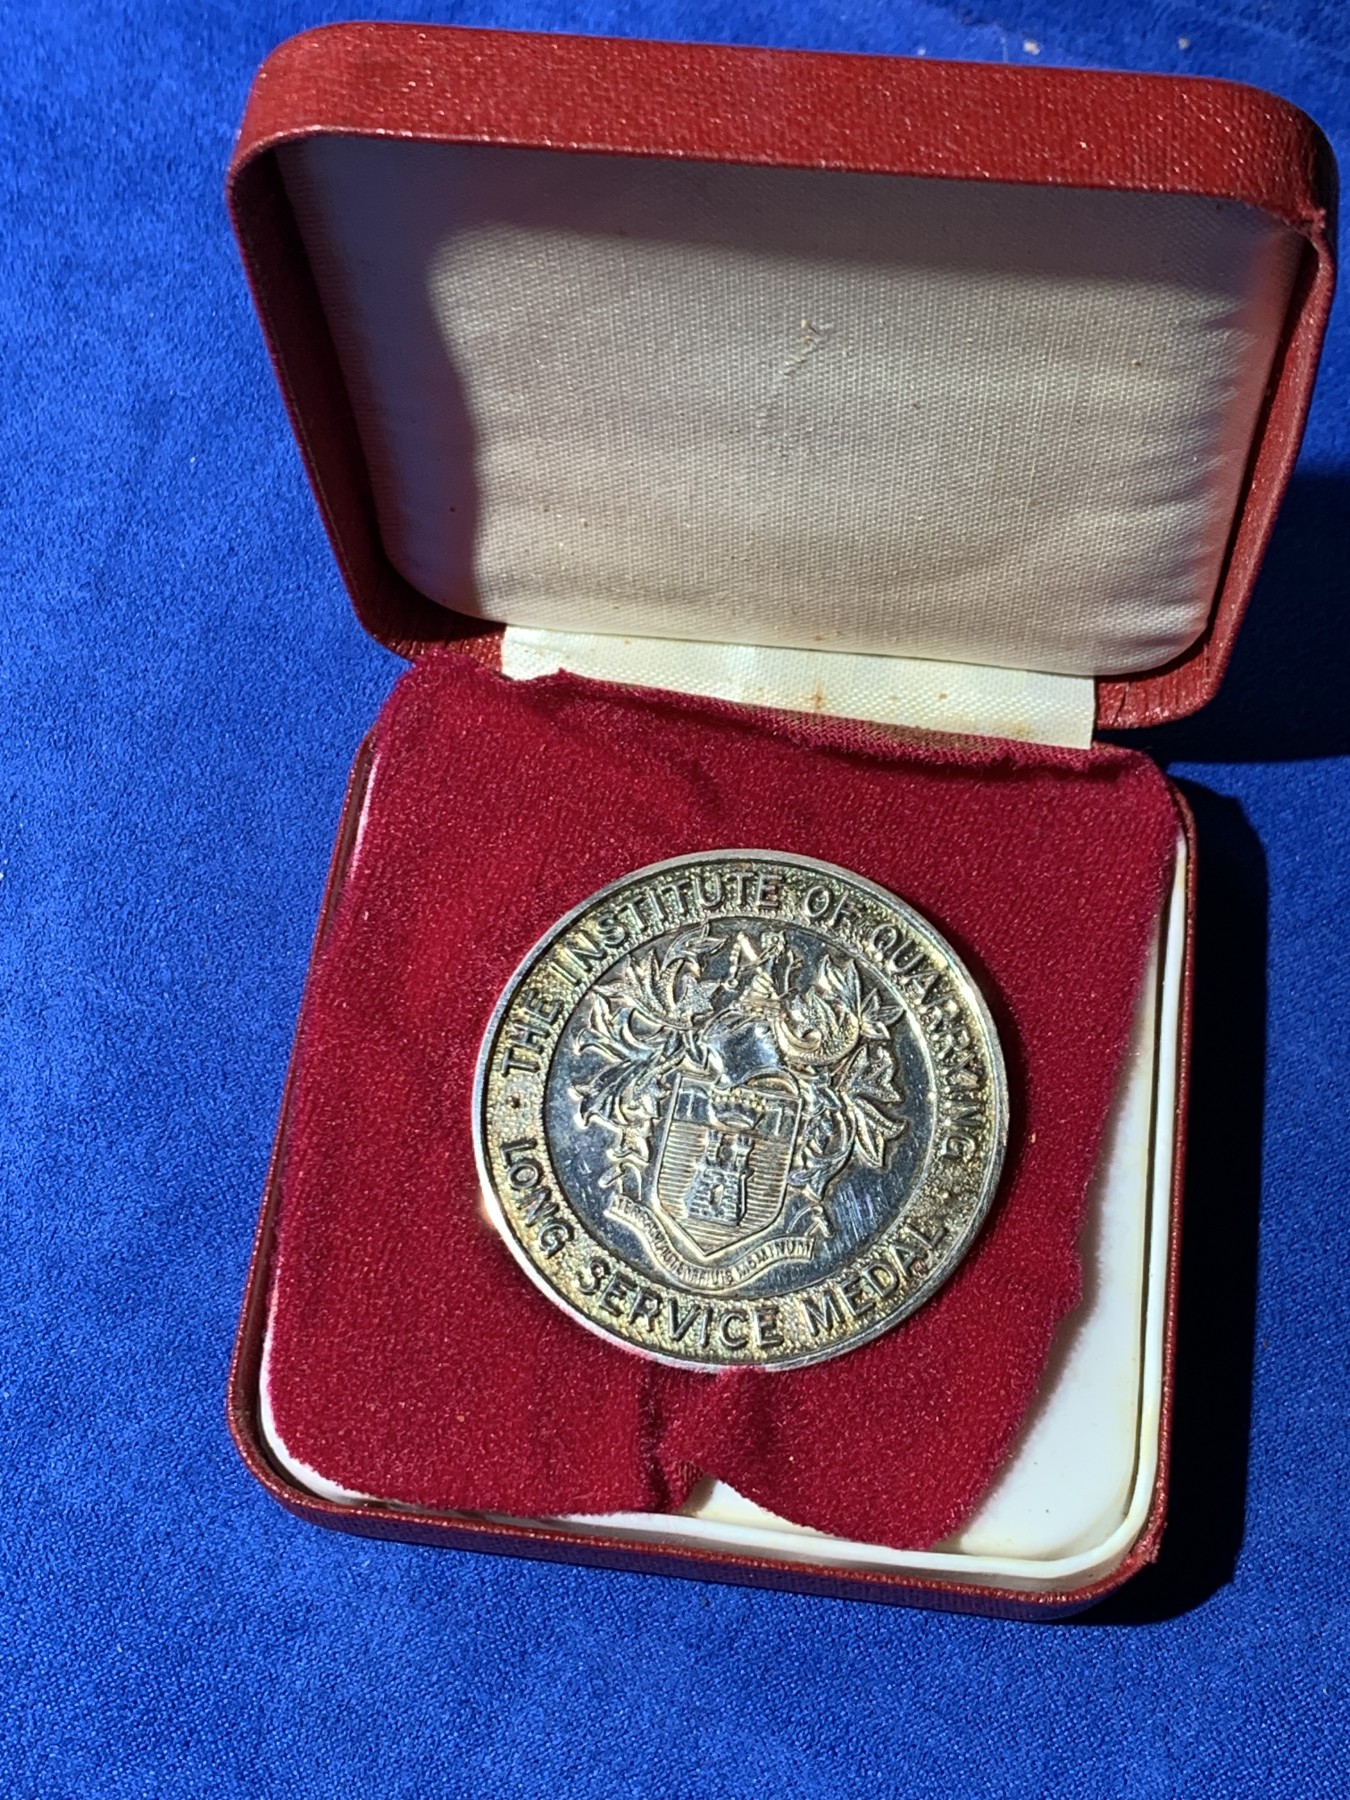 THE INSTITUTE OF QUARRYING
LONG SERVICE MEDAL